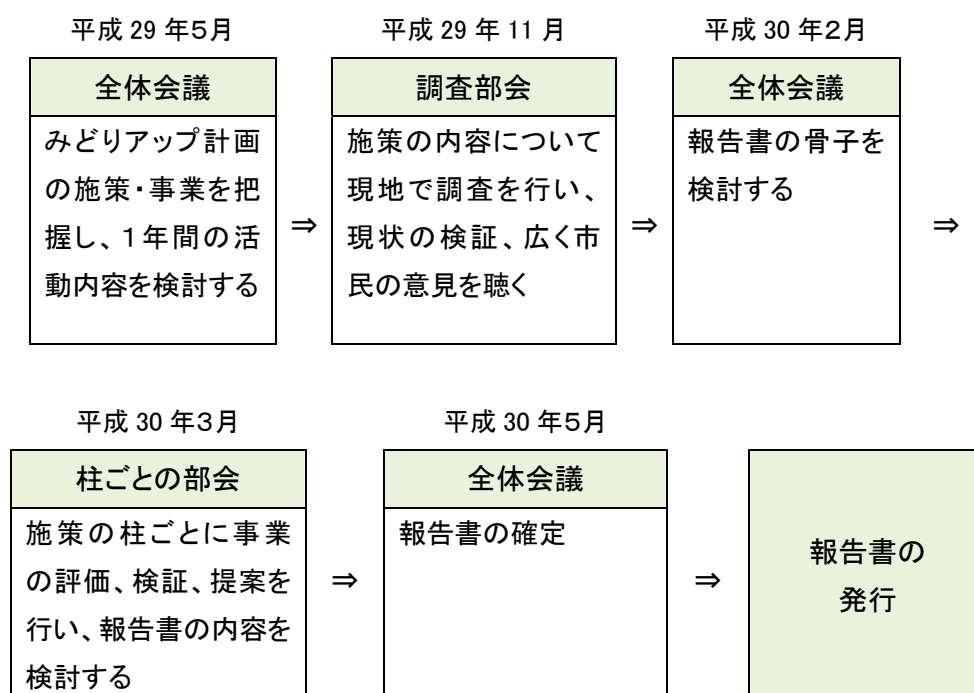 平成 29 年5月
全体会議
みどりアップ計画
の施策・事業を把
握し、1年間の活
動内容を検討する
⇒
平成 29 年 11 月
調査部会
施策の内容について
現地で調査を行い、
現状の検証、広く市
民の意見を聴く
⇒
平成 30 年2月
全体会議
報告書の骨子を
検討する
⇒
平成 30 年3月
柱ごとの部会
施策の柱ごとに事業
の評価、検証、提案を
行い、報告書の内容を
検討する
⇒
平成 30 年5月
全体会議
報告書の確定
⇒
報告書の
発行